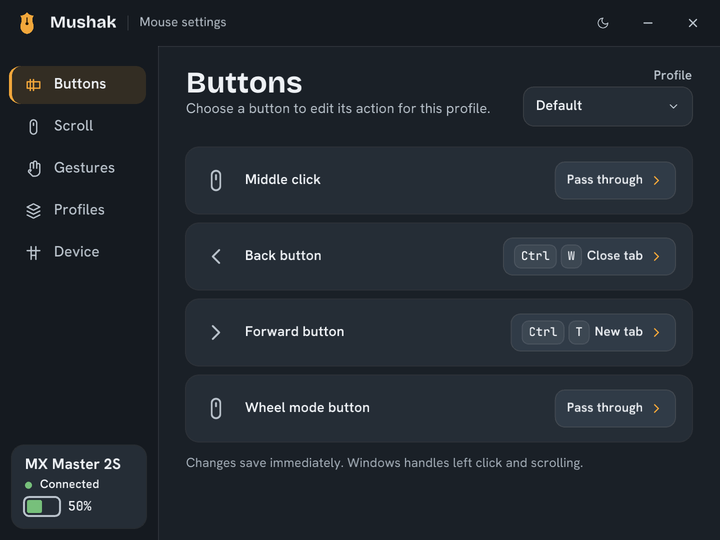 Mushak
Mouse settings
Buttons
Scroll
Gestures
Profiles
Device
MX Master 2S
Connected
50%
Buttons
Choose a button to edit its action for this profile.
Profile
Default
Middle click
Pass through
Back button
Ctrl W Close tab
Forward button
Ctrl T New tab
Wheel mode button
Pass through
Changes save immediately. Windows handles left click and scrolling.